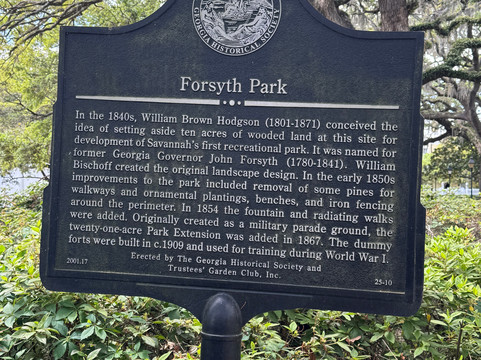 GEORGIA HISTORICAL SOCIETY
Forsyth Park
In the 1840s, William Brown Hodgson (1801-1871) conceived the
idea of setting aside ten acres of wooded land at this site for
development of Savannah's first recreational park. It was named for
former Georgia Governor John Forsyth (1780-1841). William
Bischoff created the original landscape design. In the early 1850s
improvements to the park included removal of some pines for
walkways and ornamental plantings, benches, and iron fencing
around the perimeter. In 1854 the fountain and radiating walks
were added. Originally created as a military parade ground, the
twenty-one-acre Park Extension was added in 1867. The dummy
forts were built in c.1909 and used for training during World War I.
Erected by The Georgia Historical Society and
Trustees' Garden Club, Inc.
2001.17
25-10